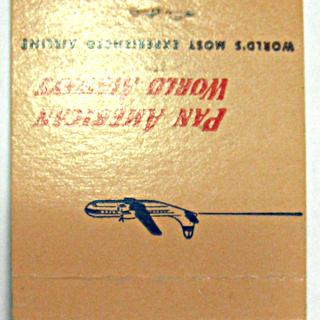 PAN AMERICAN
WORLD AIRWAYS
WORLD'S MOST EXPERIENCED AIRLINE